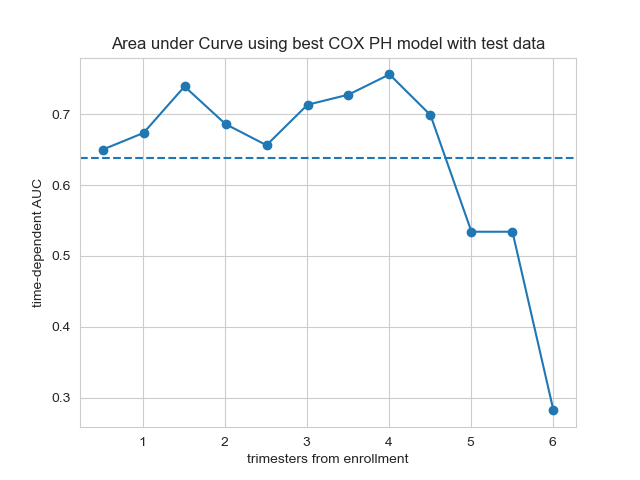 Area under Curve using best COX PH model with test data
time-dependent AUC
0.7
0.6
0.5
0.4
0.3
1 2 3 4 5 6
trimesters from enrollment